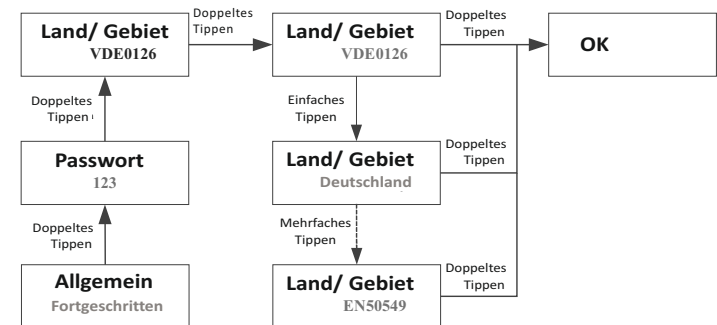 Land/ Gebiet
VDE0126
Doppeltes
Tippen
Land/ Gebiet
VDE0126
Doppeltes
Tippen
OK
Doppeltes
Tippen
Einfaches
Tippen
Passwort
123
Land/ Gebiet
Deutschland
Doppeltes
Tippen
Doppeltes
Tippen
Mehrfaches
Tippen
Allgemein
Fortgeschritten
Land/ Gebiet
EN50549
Doppeltes
Tippen